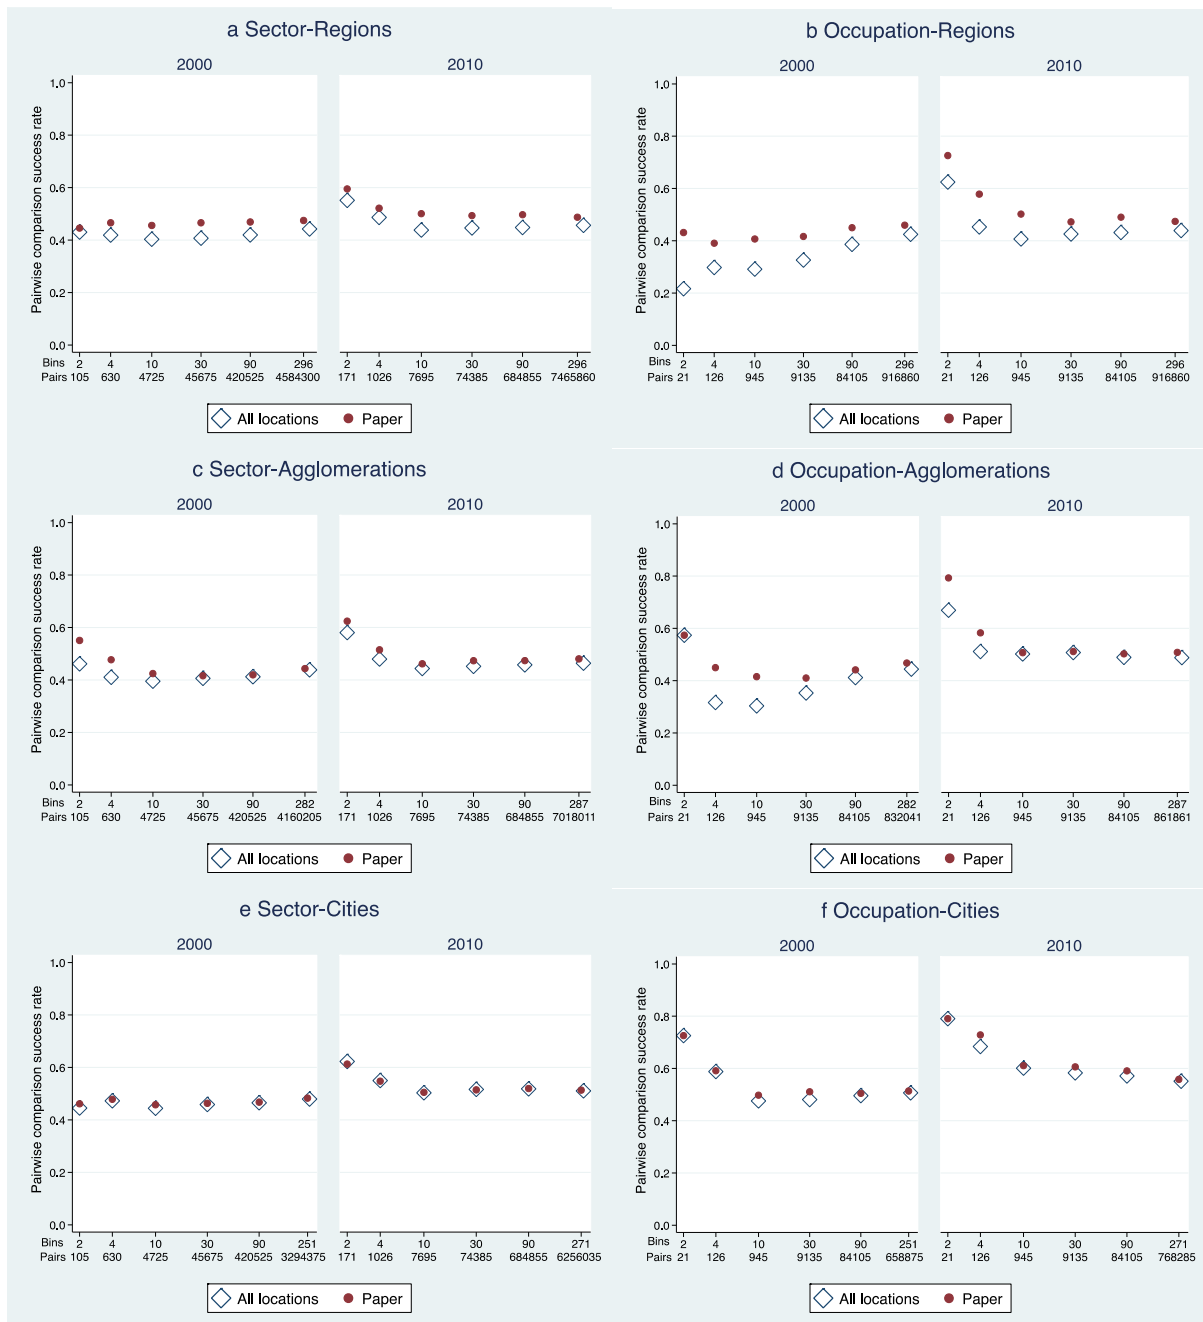 a Sector-Regions
2000
2010
Pairwise comparison success rate
1.0
0.8
0.6
0.4
0.2
0.0
Bins 2 4 10 30 90 296 2 4 10 30 90 296
Pairs 105 630 4725 45675 420525 4584300 171 1026 7695 74385 684855 7465860
All locations Paper
b Occupation-Regions
2000
2010
Pairwise comparison success rate
1.0
0.8
0.6
0.4
0.2
0.0
Bins 2 4 10 30 90 296 2 4 10 30 90 296
Pairs 21 126 945 9135 84105 916860 21 126 945 9135 84105 916860
All locations Paper
c Sector-Agglomerations
2000
2010
Pairwise comparison success rate
1.0
0.8
0.6
0.4
0.2
0.0
Bins 2 4 10 30 90 282 2 4 10 30 90 287
Pairs 105 630 4725 45675 420525 4160205 171 1026 7695 74385 684855 7018011
All locations Paper
d Occupation-Agglomerations
2000
2010
Pairwise comparison success rate
1.0
0.8
0.6
0.4
0.2
0.0
Bins 2 4 10 30 90 282 2 4 10 30 90 287
Pairs 21 126 945 9135 84105 832041 21 126 945 9135 84105 861861
All locations Paper
e Sector-Cities
2000
2010
Pairwise comparison success rate
1.0
0.8
0.6
0.4
0.2
0.0
Bins 2 4 10 30 90 251 2 4 10 30 90 271
Pairs 105 630 4725 45675 420525 3294375 171 1026 7695 74385 684855 6256035
All locations Paper
f Occupation-Cities
2000
2010
Pairwise comparison success rate
1.0
0.8
0.6
0.4
0.2
0.0
Bins 2 4 10 30 90 251 2 4 10 30 90 271
Pairs 21 126 945 9135 84105 658875 21 126 945 9135 84105 768285
All locations Paper